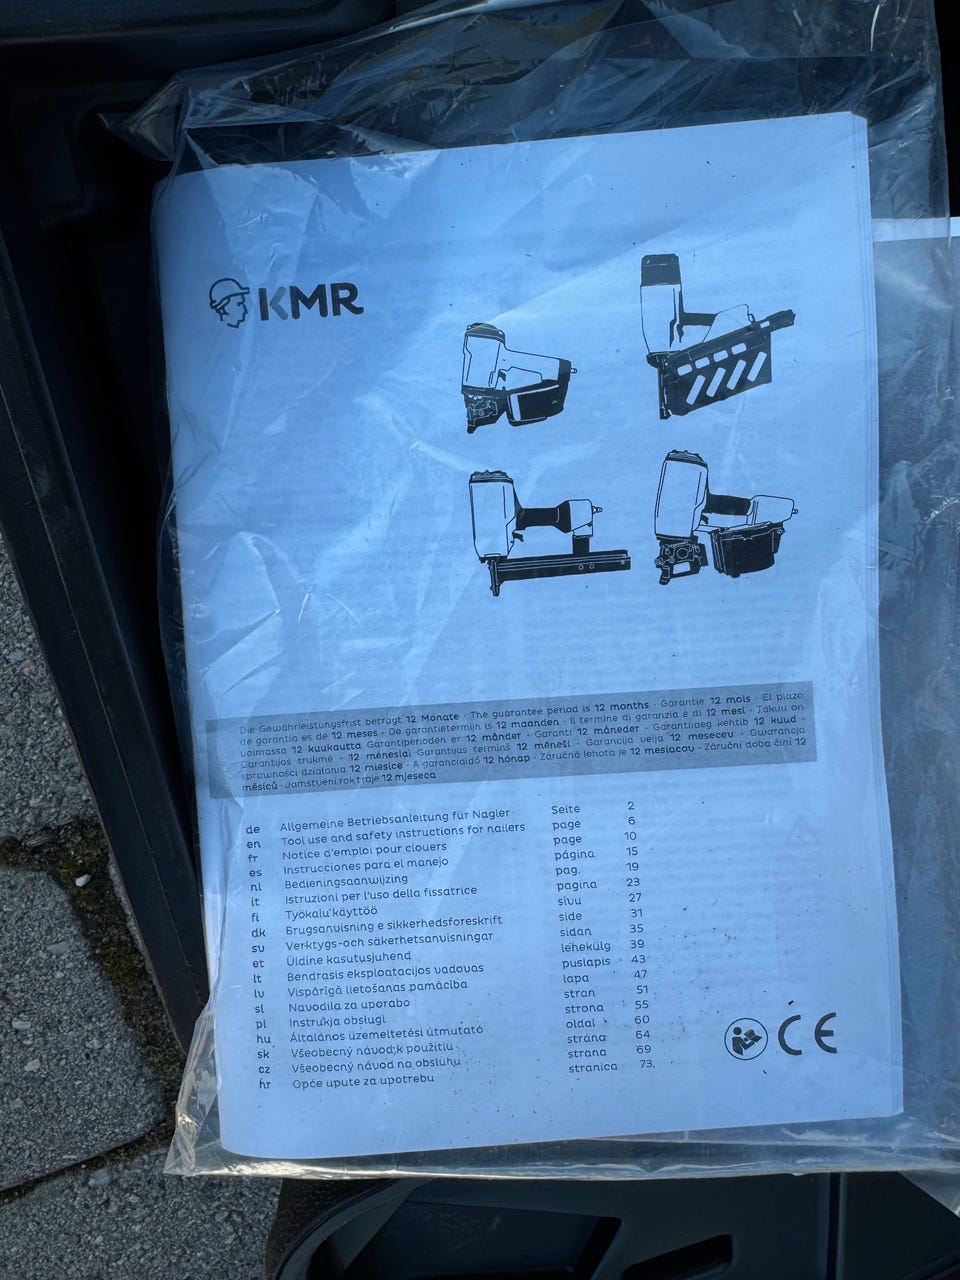 KMR
Die Gewährleistungsfrist beträgt 12 Monate · The guarantee period is 12 months · Garantie 12 mois · El plazo
de garantía es de 12 meses · De garantietermijn is 12 maanden · Il termine di garanzia è di 12 mesi · Takuu on
voimassa 12 kuukautta Garantiperioden er 12 månder · Garanti 12 måneder · Garantiiaeg kehtib 12 kuud ·
Garantijos trukmė · 12 mėnesiai Garantijas termiņš 12 mēneši · Garancija velja 12 mesecev · Gwarancja
sprawności działania 12 miesice · A garanciaidő 12 hónap · Záručná lehota je 12 mesiacov · Záruční doba činí 12
měsíců · Jamstveni rok traje 12 mjeseca
de Allgemeine Betriebsanleitung für Nagler Seite 2
en Tool use and safety instructions for nailers page 6
fr Notice d'emploi pour cloueurs page 10
es Instrucciones para el manejo página 15
nl Bedieningsaanwijzing pag. 19
it Istruzioni per l'uso della fissatrice pagina 23
fi Työkalu käyttöö sivu 27
dk Brugsanvisning e sikkerhedsforeskrift side 31
sv Verktygs-och säkerhetsanvisningar sidan 35
et Üldine kasutusjuhend lehekülg 39
lt Bendrasis eksploatacijos vadovas puslapis 43
lv Vispārīgā lietošanas pamācība lapa 47
sl Navodila za uporabo stran 51
pl Instrukja obsługi strona 55
hu Általános üzemeltetési útmutató oldal 60
sk Všeobecný návod k použitiu strana 64
cz Všeobecný návod na obsluhu strana 69
hr Opće upute za upotrebu stranica 73.
CE